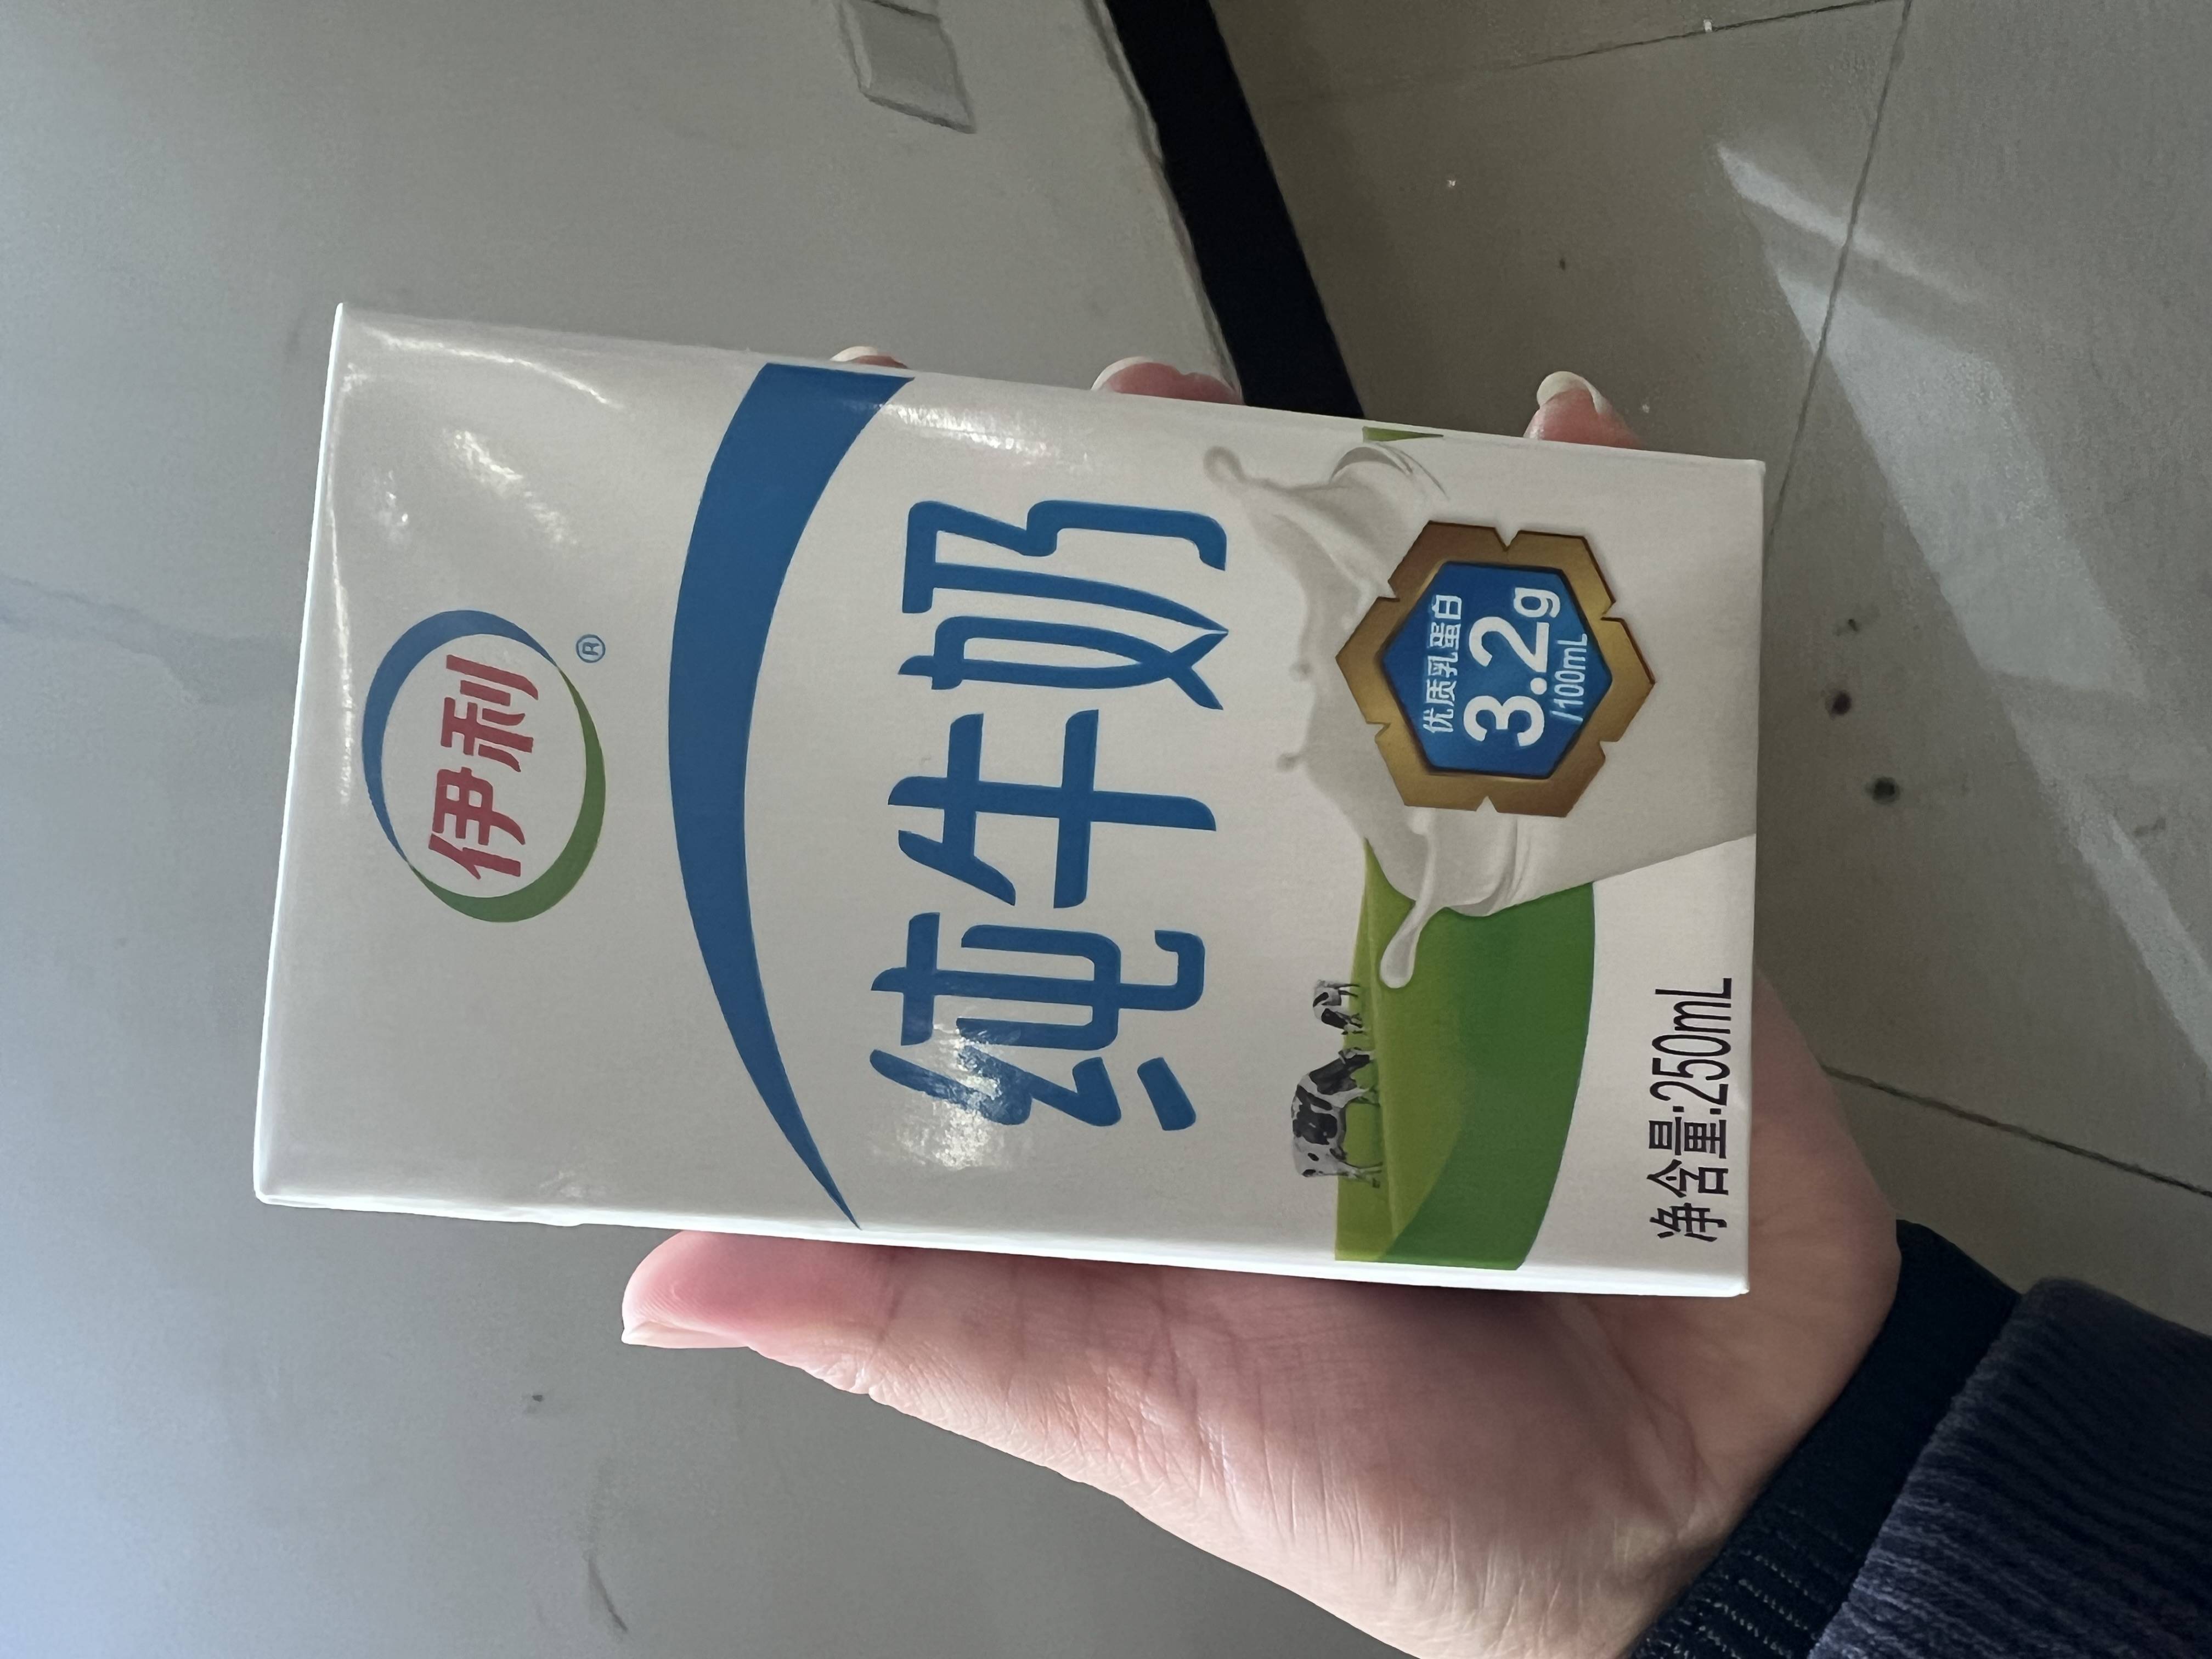 伊利
®
纯牛奶
优质乳蛋白
3.2g
/100mL
净含量:250mL